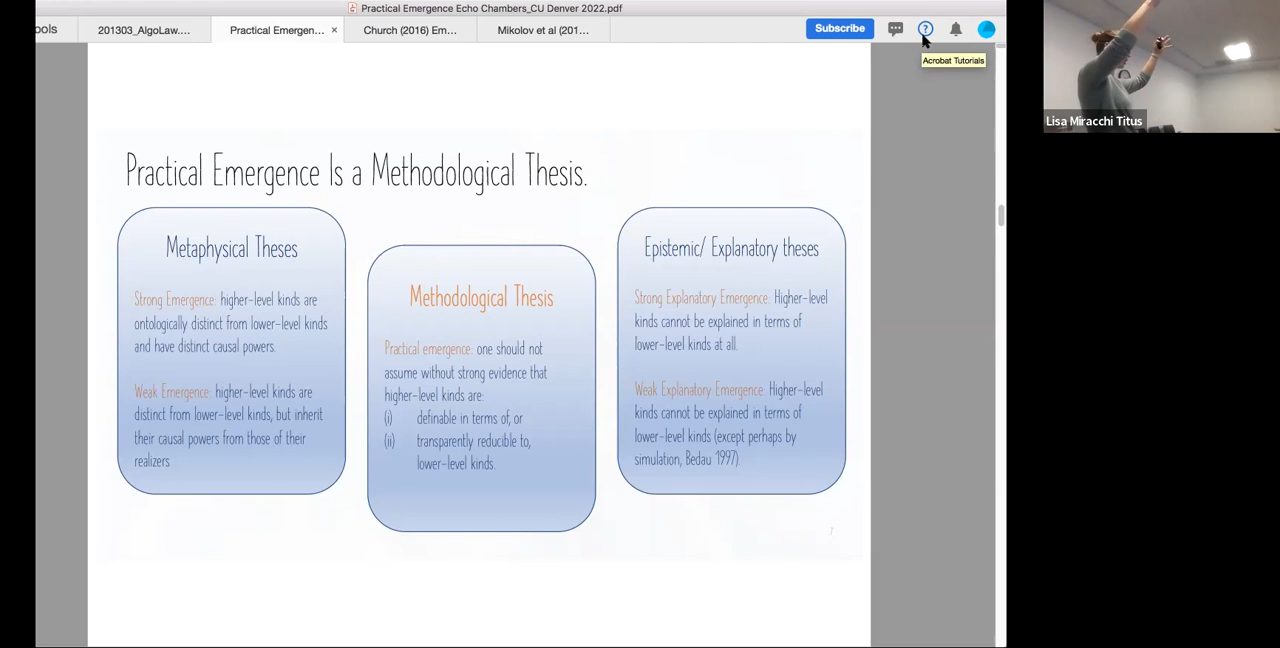 Practical Emergence Echo Chambers_CU Denver 2022.pdf
ools
201303_AlgoLaw....
Practical Emergen... ×
Church (2016) Em...
Mikolov et al (201...
Subscribe
?
Acrobat Tutorials
Lisa Miracchi Titus
Practical Emergence Is a Methodological Thesis.
Metaphysical Theses
Strong Emergence: higher-level kinds are
ontologically distinct from lower-level kinds
and have distinct causal powers.
Weak Emergence: higher-level kinds are
distinct from lower-level kinds, but inherit
their causal powers from those of their
realizers
Methodological Thesis
Practical emergence: one should not
assume without strong evidence that
higher-level kinds are:
(i) definable in terms of, or
(ii) transparently reducible to,
lower-level kinds.
Epistemic/ Explanatory theses
Strong Explanatory Emergence: Higher-level
kinds cannot be explained in terms of
lower-level kinds at all.
Weak Explanatory Emergence: Higher-level
kinds cannot be explained in terms of
lower-level kinds (except perhaps by
simulation, Bedau 1997).
7